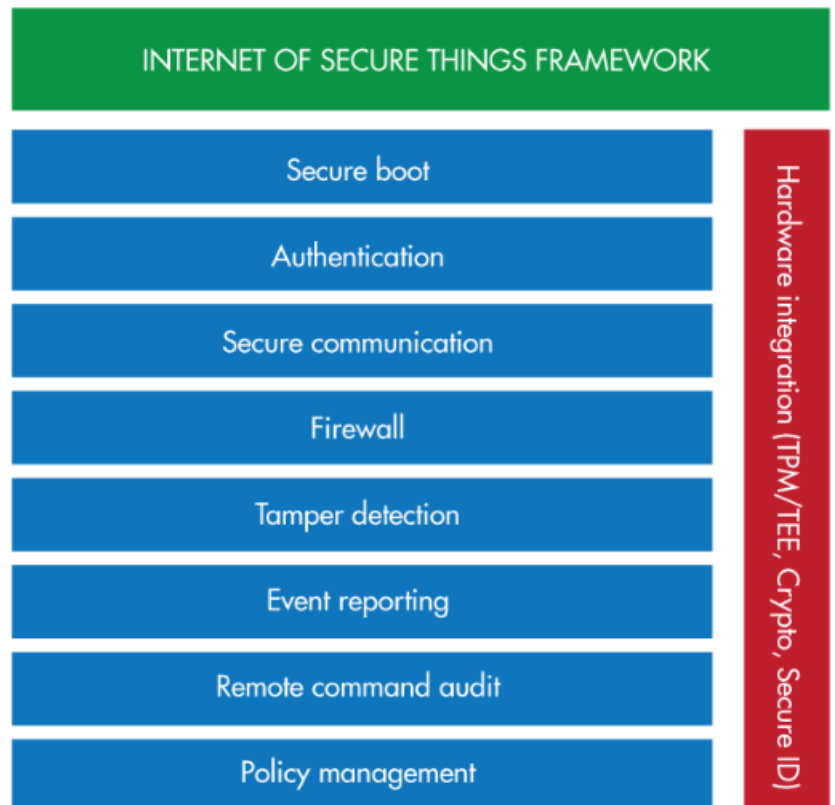 INTERNET OF SECURE THINGS FRAMEWORK
Secure boot
Authentication
Secure communication
Firewall
Tamper detection
Event reporting
Remote command audit
Policy management
Hardware integration (TPM/TEE, Crypto, Secure ID)